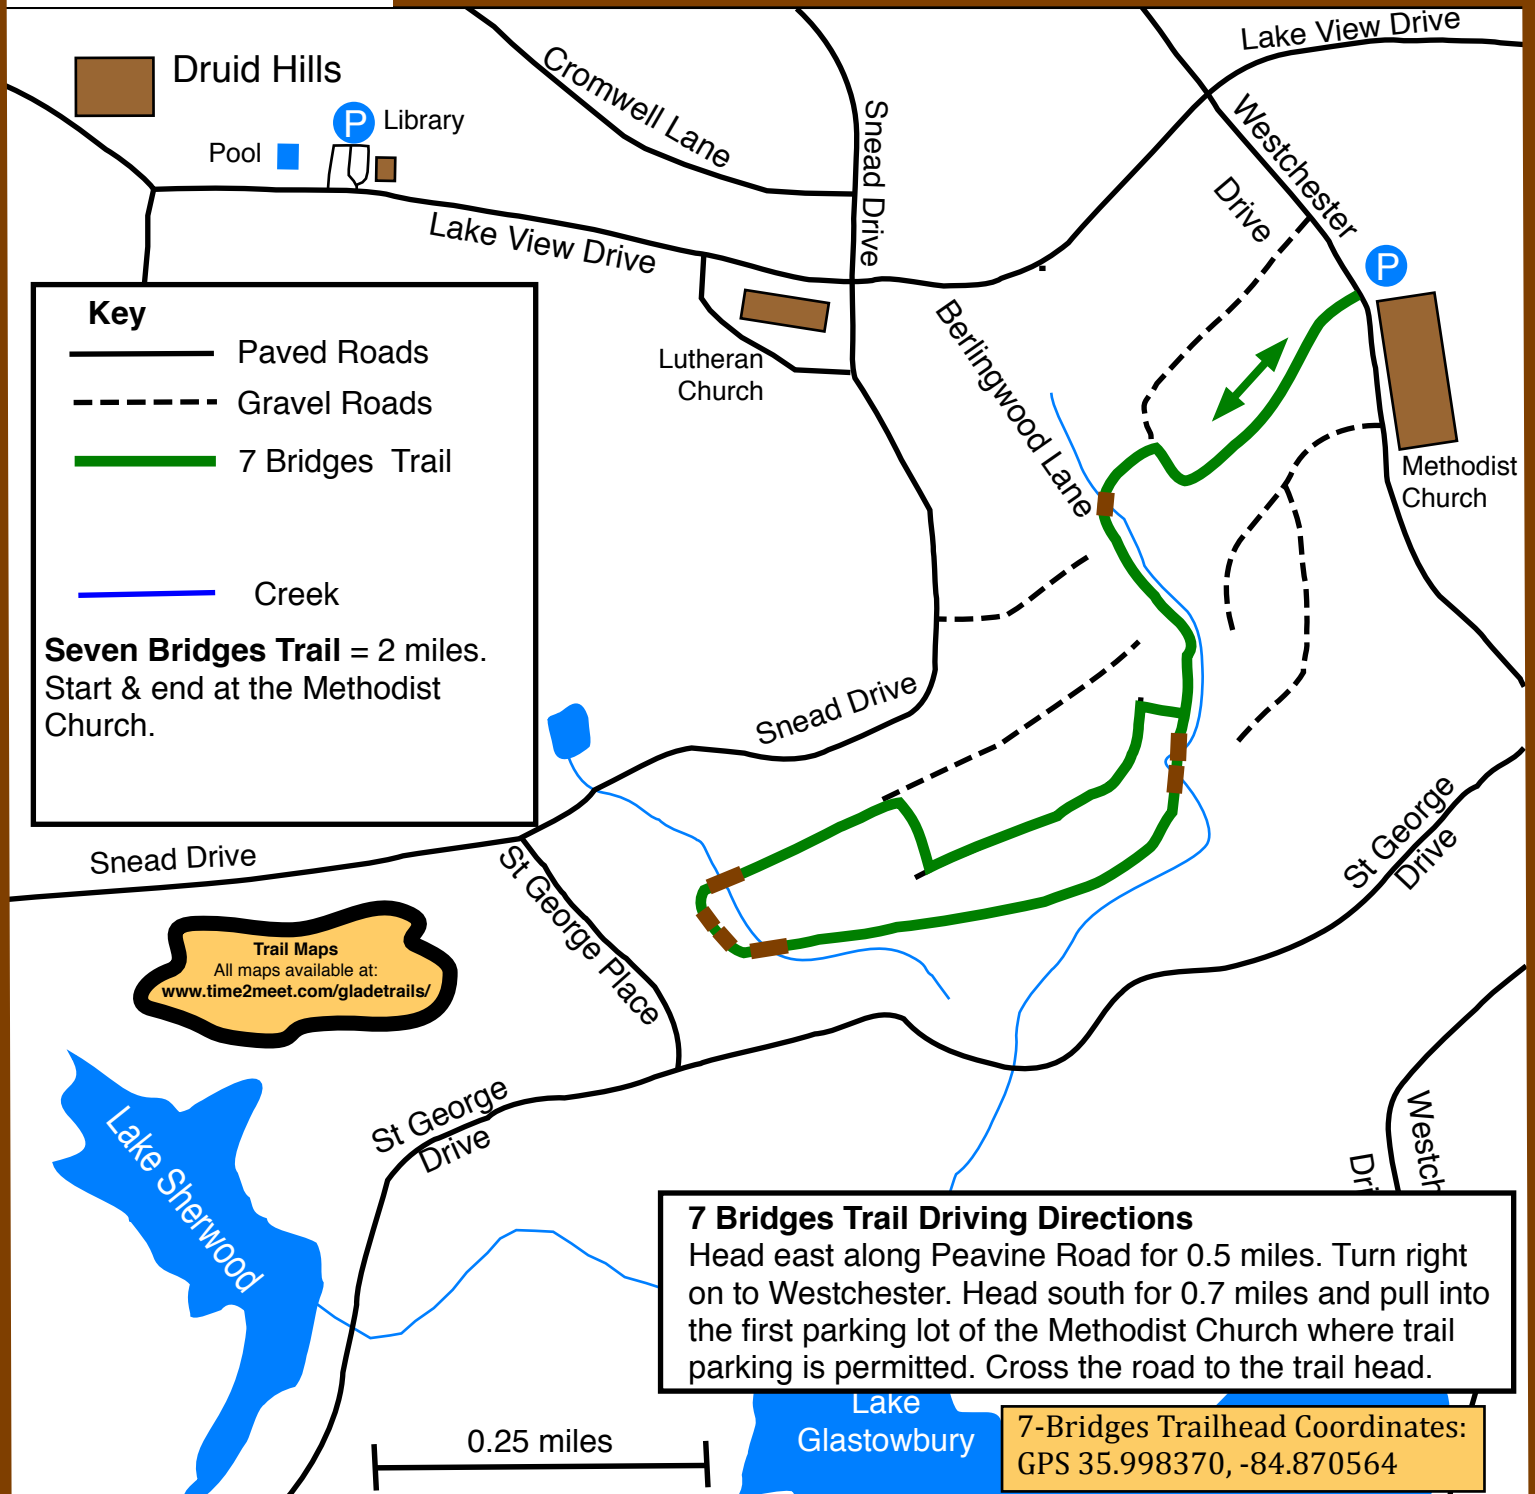 Lake View Drive
Druid Hills
P
Library
Pool
Cromwell Lane
Snead Drive
Westchester
Drive
P
Lake View Drive
Key
Paved Roads
Gravel Roads
7 Bridges Trail
Creek
Seven Bridges Trail = 2 miles.
Start & end at the Methodist
Church.
Lutheran
Church
Berlingwood Lane
Methodist
Church
Snead Drive
Snead Drive
St George Place
St George
Drive
Trail Maps
All maps available at:
www.time2meet.com/gladetrails/
St George
Drive
Lake Sherwood
Westch
Dri
7 Bridges Trail Driving Directions
Head east along Peavine Road for 0.5 miles. Turn right
on to Westchester. Head south for 0.7 miles and pull into
the first parking lot of the Methodist Church where trail
parking is permitted. Cross the road to the trail head.
Lake
Glastowbury
7-Bridges Trailhead Coordinates:
GPS 35.998370, -84.870564
0.25 miles